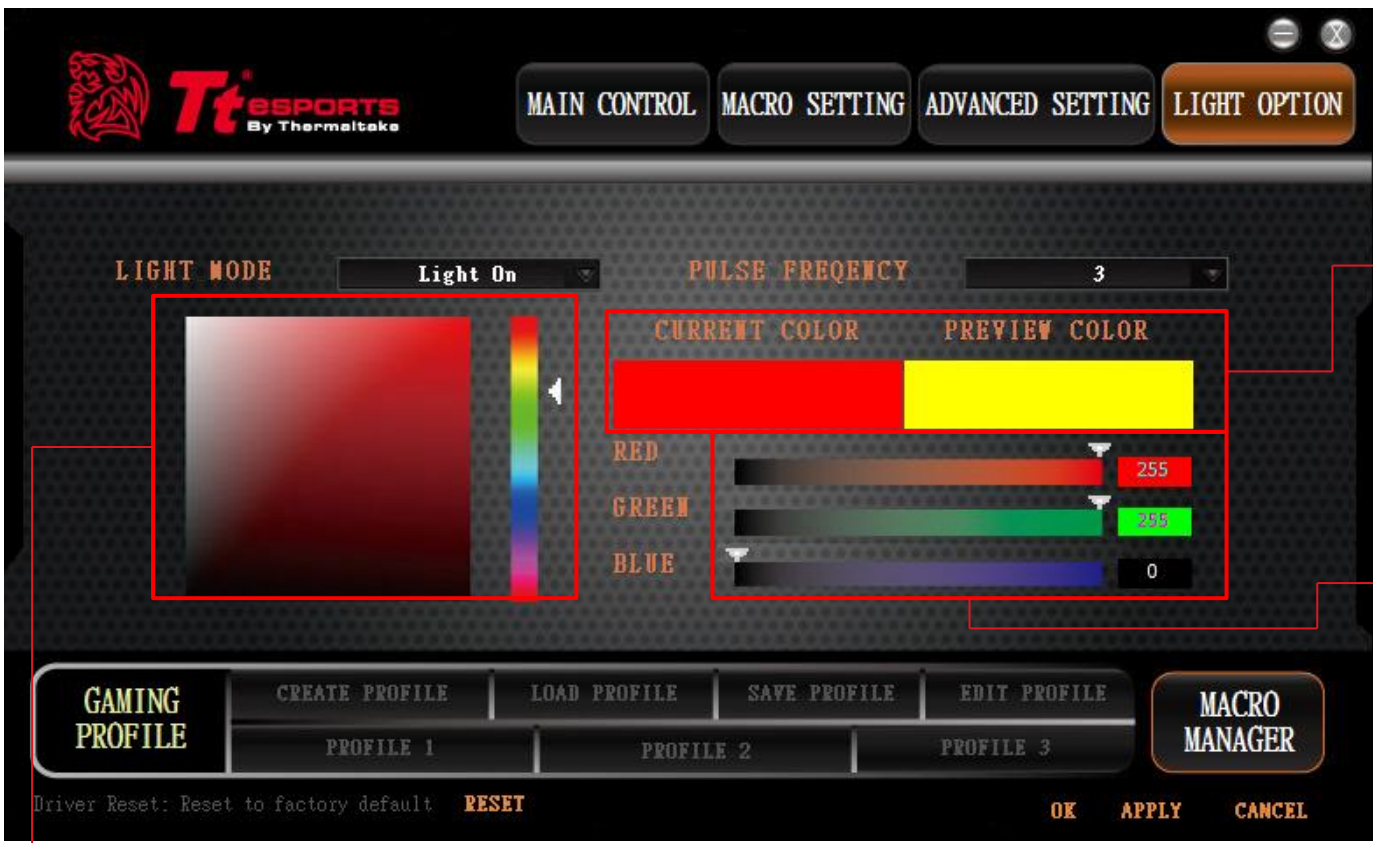 Tt® esports
By Thermaltake
MAIN CONTROL
MACRO SETTING
ADVANCED SETTING
LIGHT OPTION
LIGHT MODE
Light On
PULSE FREQENCY
3
CURRENT COLOR
PREVIEW COLOR
RED
255
GREEN
255
BLUE
0
GAMING
PROFILE
CREATE PROFILE
LOAD PROFILE
SAVE PROFILE
EDIT PROFILE
PROFILE 1
PROFILE 2
PROFILE 3
MACRO
MANAGER
Driver Reset: Reset to factory default RESET
OK
APPLY
CANCEL